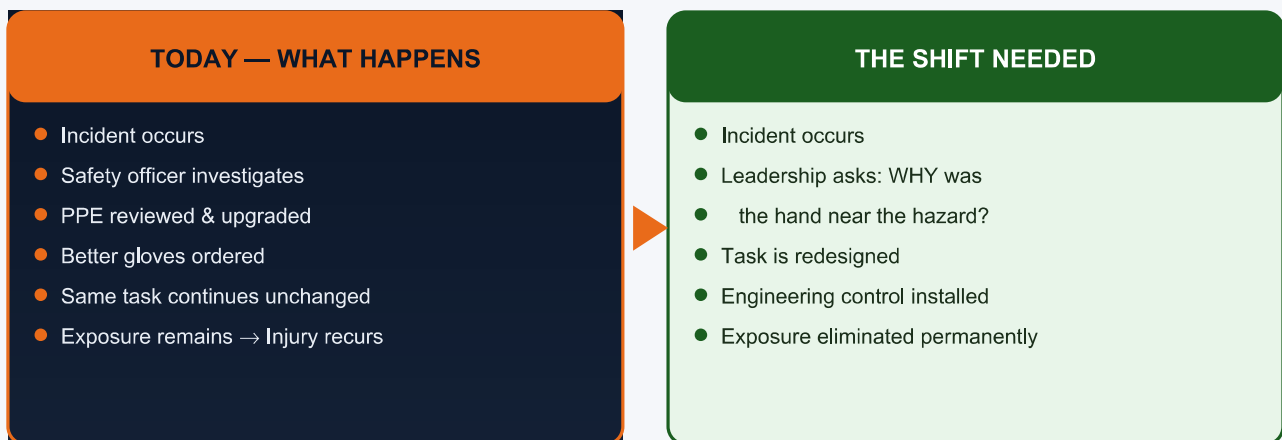 TODAY — WHAT HAPPENS
● Incident occurs
● Safety officer investigates
● PPE reviewed & upgraded
● Better gloves ordered
● Same task continues unchanged
● Exposure remains → Injury recurs
THE SHIFT NEEDED
● Incident occurs
● Leadership asks: WHY was
● the hand near the hazard?
● Task is redesigned
● Engineering control installed
● Exposure eliminated permanently